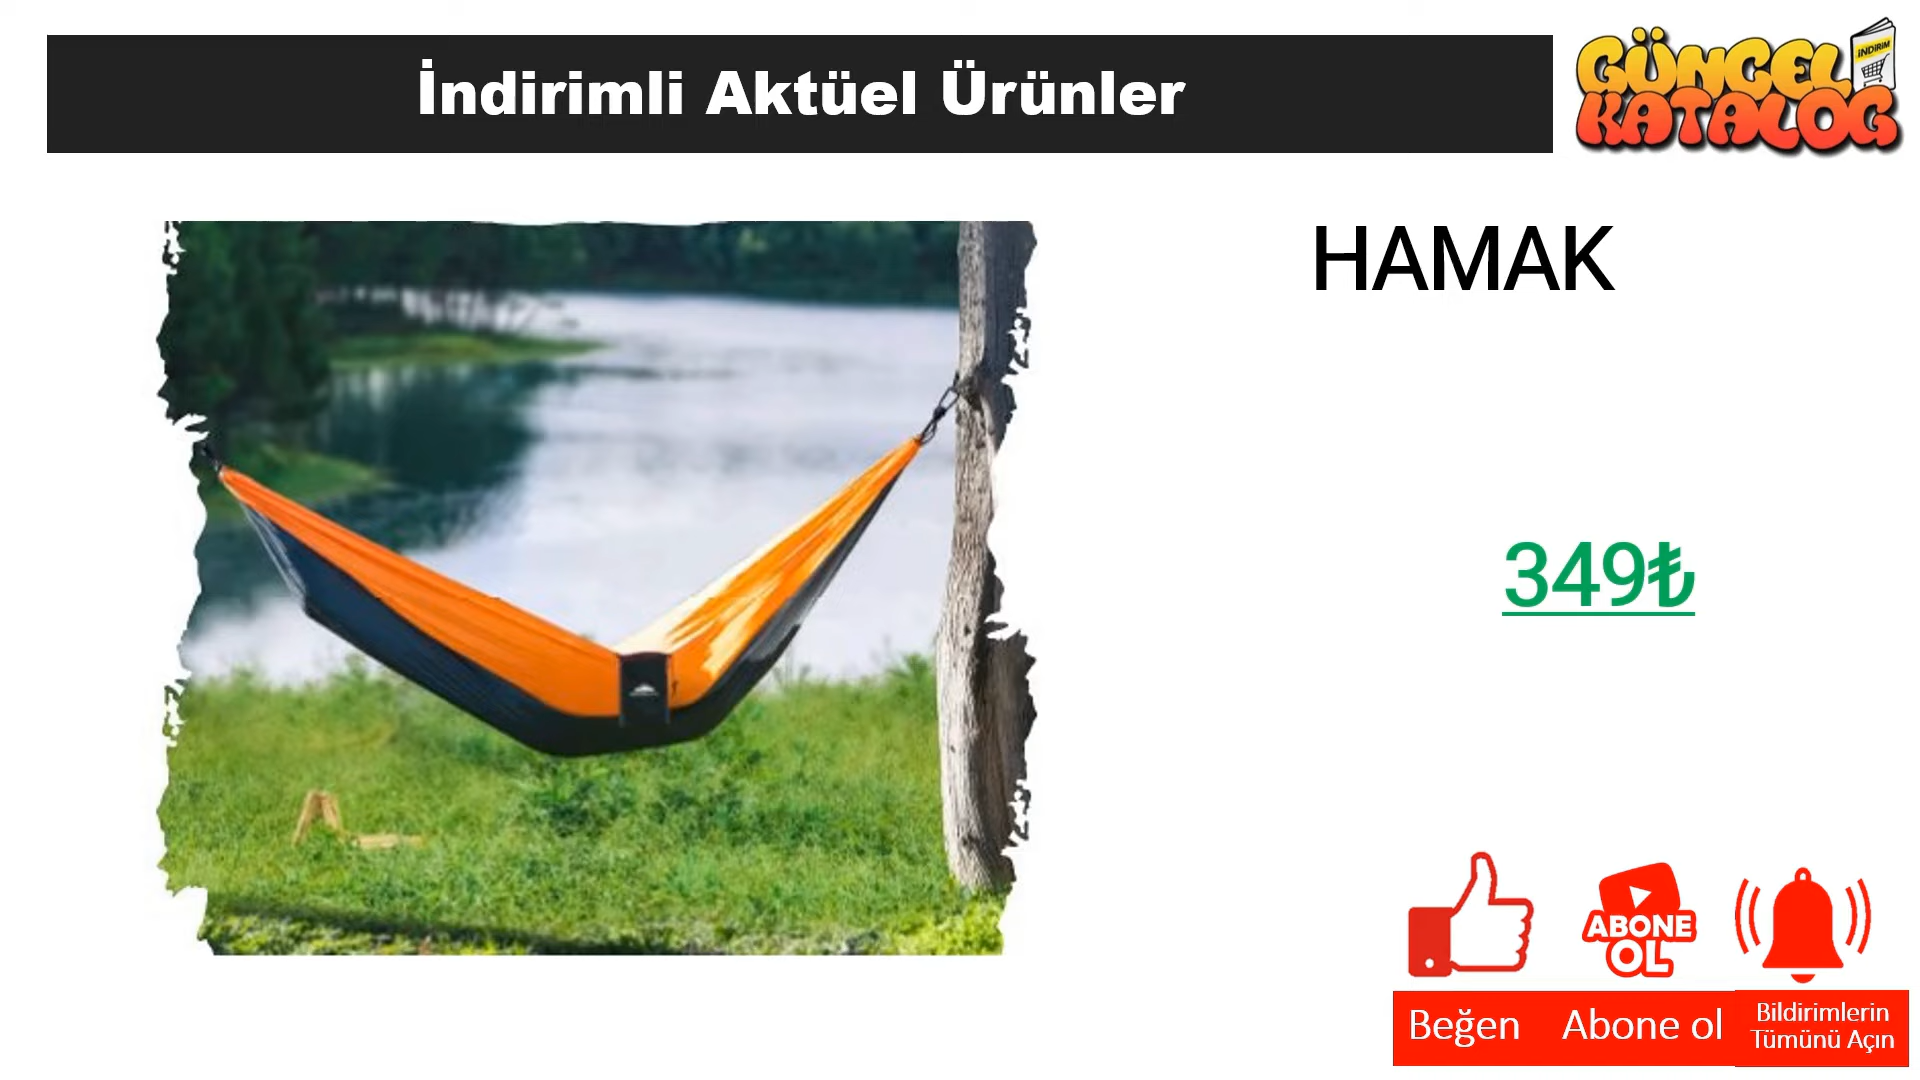 İndirimli Aktüel Ürünler
GÜNCEL
KATALOG
İNDİRİM
HAMAK
349₺
ABONE
OL
Beğen
Abone ol
Bildirimlerin
Tümünü Açın